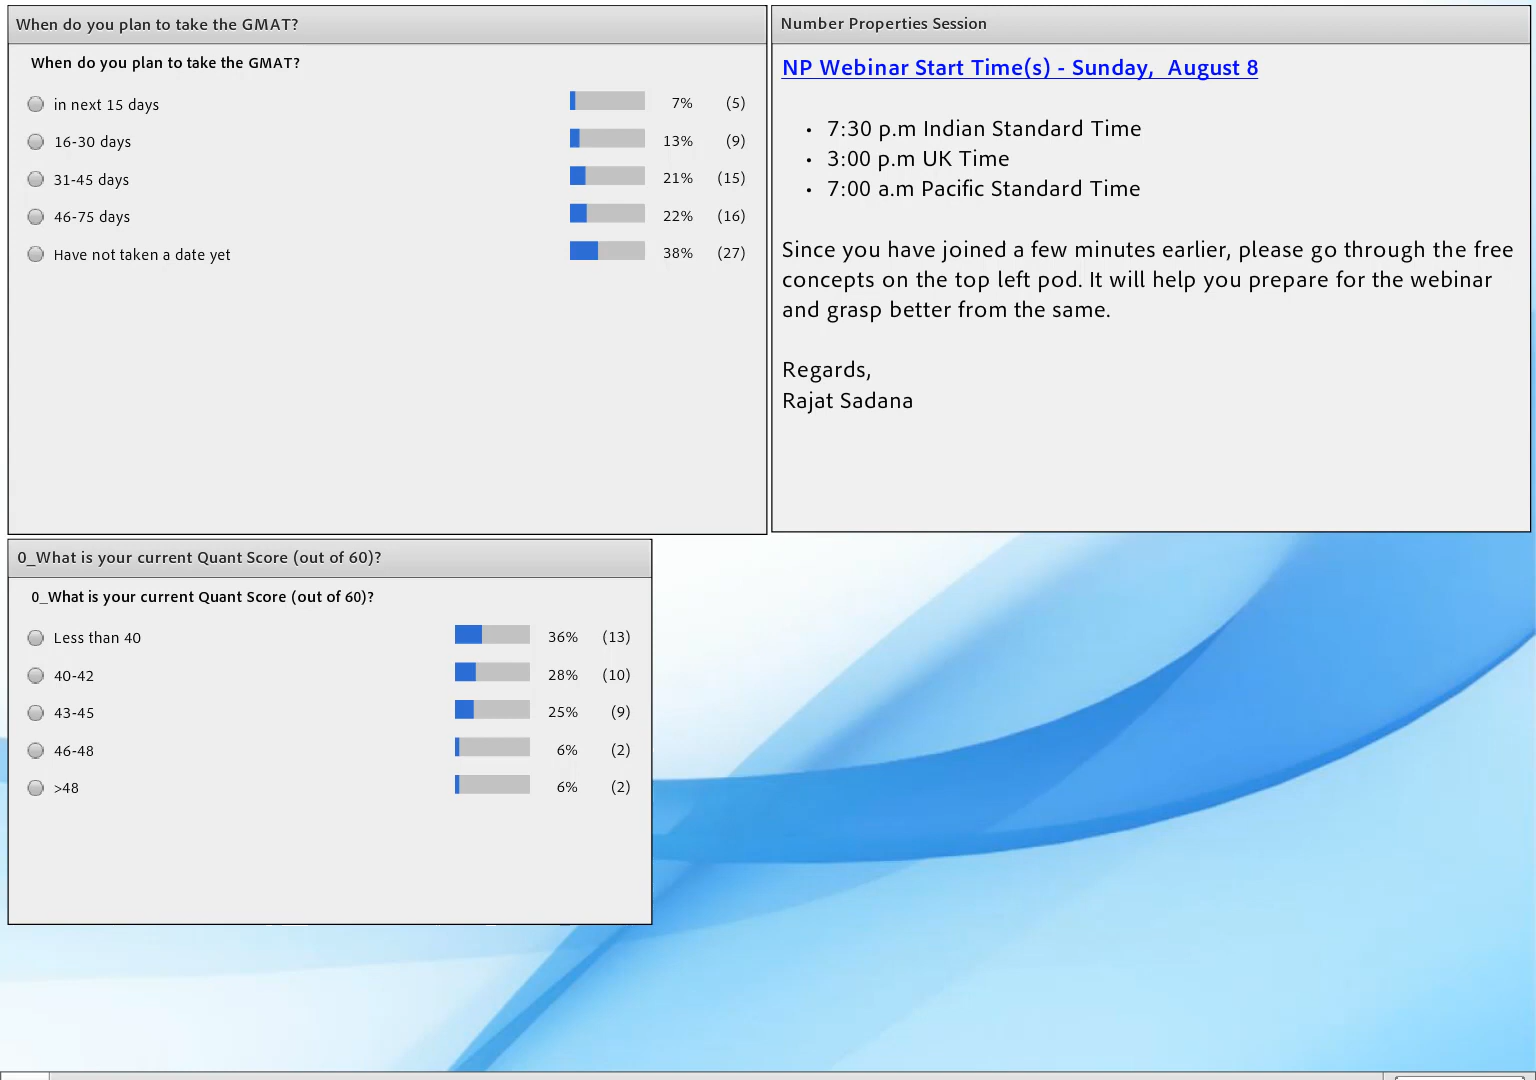 When do you plan to take the GMAT?
When do you plan to take the GMAT?
in next 15 days 7% (5)
16-30 days 13% (9)
31-45 days 21% (15)
46-75 days 22% (16)
Have not taken a date yet 38% (27)
Number Properties Session
NP Webinar Start Time(s) - Sunday, August 8
• 7:30 p.m Indian Standard Time
• 3:00 p.m UK Time
• 7:00 a.m Pacific Standard Time
Since you have joined a few minutes earlier, please go through the free
concepts on the top left pod. It will help you prepare for the webinar
and grasp better from the same.
Regards,
Rajat Sadana
0_What is your current Quant Score (out of 60)?
0_What is your current Quant Score (out of 60)?
Less than 40 36% (13)
40-42 28% (10)
43-45 25% (9)
46-48 6% (2)
>48 6% (2)